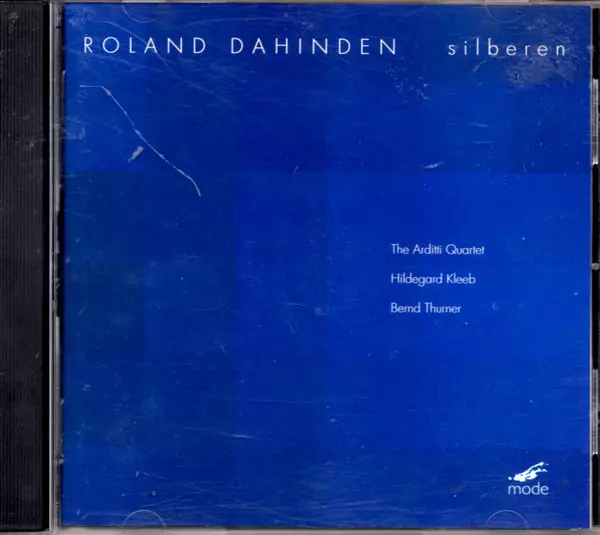 ROLAND DAHINDEN silberen
The Arditti Quartet
Hildegard Kleeb
Bernd Thurner
mode